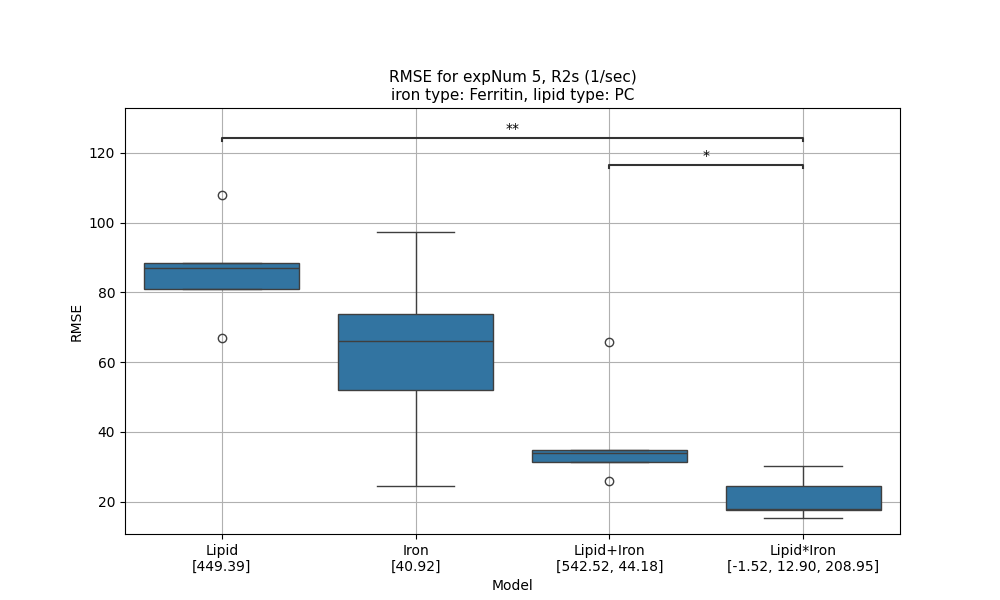 RMSE for expNum 5, R2s (1/sec)
iron type: Ferritin, lipid type: PC
**
*
120
100
80
60
40
20
RMSE
Lipid
[449.39]
Iron
[40.92]
Lipid+Iron
[542.52, 44.18]
Lipid*Iron
[-1.52, 12.90, 208.95]
Model